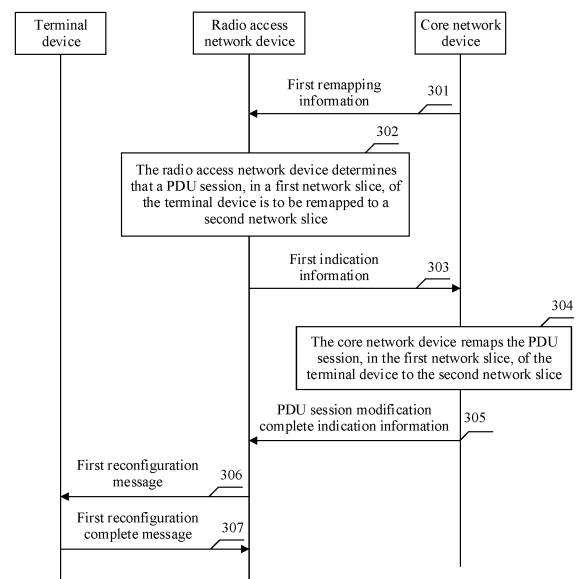 Terminal
device
Radio access
network device
Core network
device
First remapping
information
301
302
The radio access network device determines
that a PDU session, in a first network slice, of
the terminal device is to be remapped to a
second network slice
First indication
information
303
304
The core network device remaps the PDU
session, in the first network slice, of the
terminal device to the second network slice
PDU session modification
complete indication information
305
First reconfiguration
message
306
First reconfiguration
complete message
307